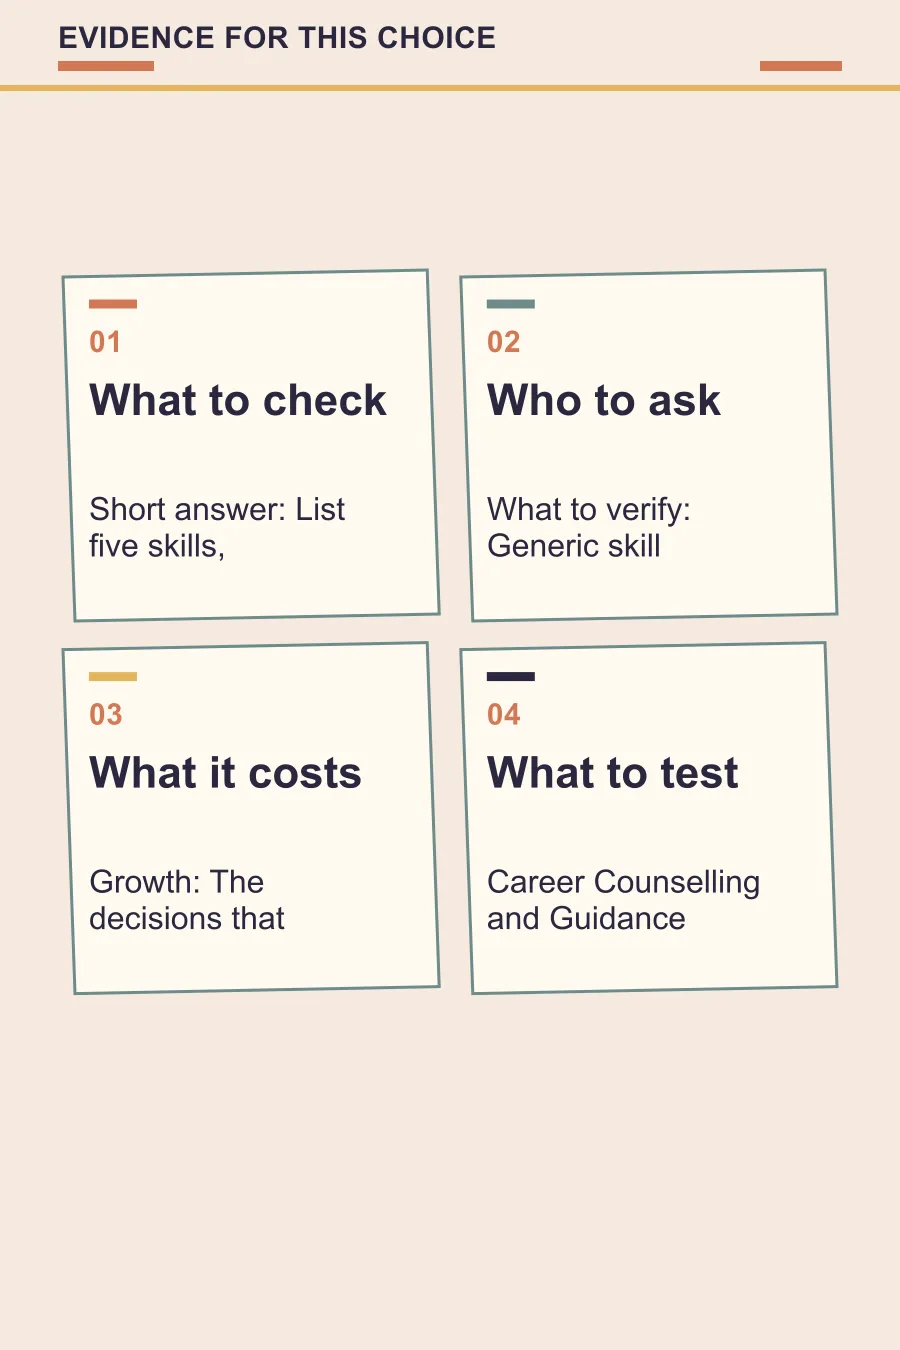 EVIDENCE FOR THIS CHOICE
01
What to check
Short answer: List
five skills,
02
Who to ask
What to verify:
Generic skill
03
What it costs
Growth: The
decisions that
04
What to test
Career Counselling
and Guidance